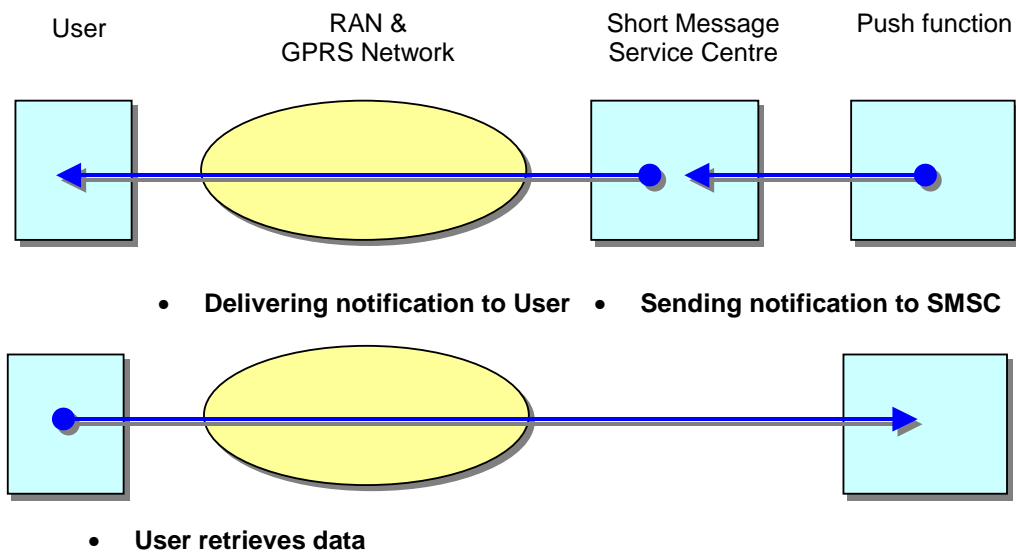 User
RAN &
GPRS Network
Short Message
Service Centre
Push function
• Delivering notification to User
• Sending notification to SMSC
• User retrieves data